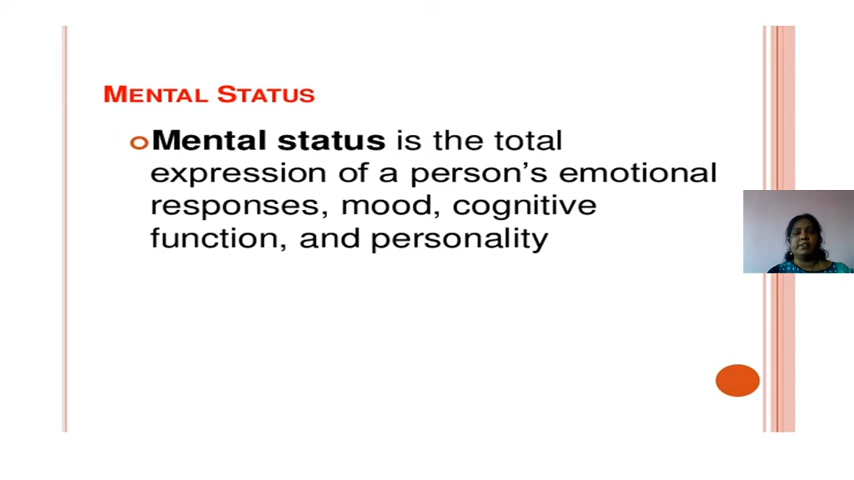 MENTAL STATUS
Mental status is the total
expression of a person's emotional
responses, mood, cognitive
function, and personality